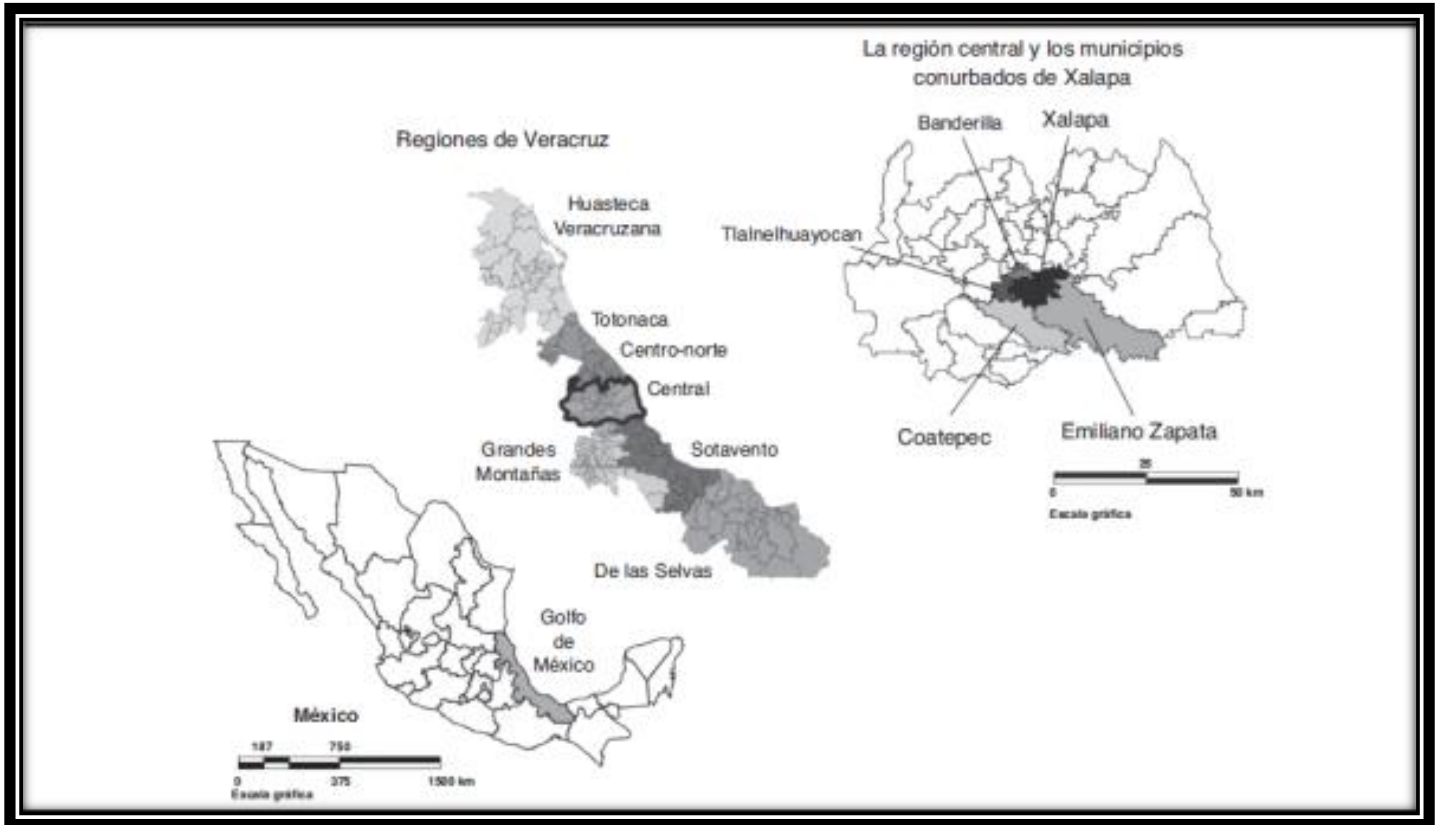 La región central y los municipios
conurbados de Xalapa
Banderilla
Xalapa
Tlalnelhuayocan
Coatepec
Emiliano Zapata
25
0
50 km
Escala gráfica
Regiones de Veracruz
Huasteca
Veracruzana
Totonaca
Centro-norte
Central
Grandes
Montañas
Sotavento
De las Selvas
Golfo
de
México
México
187
750
0
375
1500 km
Escala gráfica